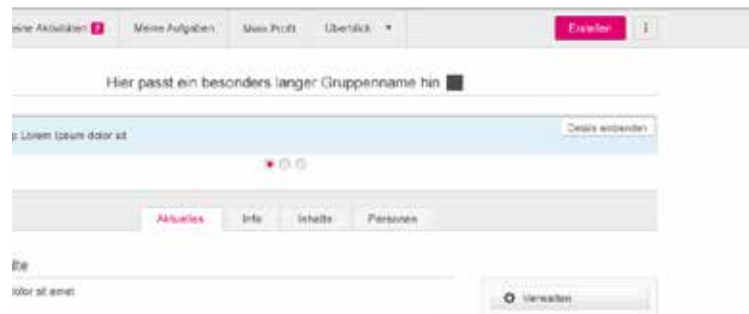 eine Aktivitäten Meine Aufgaben Mein Profil Überblick Erstellen
Hier passt ein besonders langer Gruppenname hin
Lorem Ipsum dolor sit Details einblenden
Aktuelles Info Inhalte Personen
lte
dolor sit amet
Verwalten